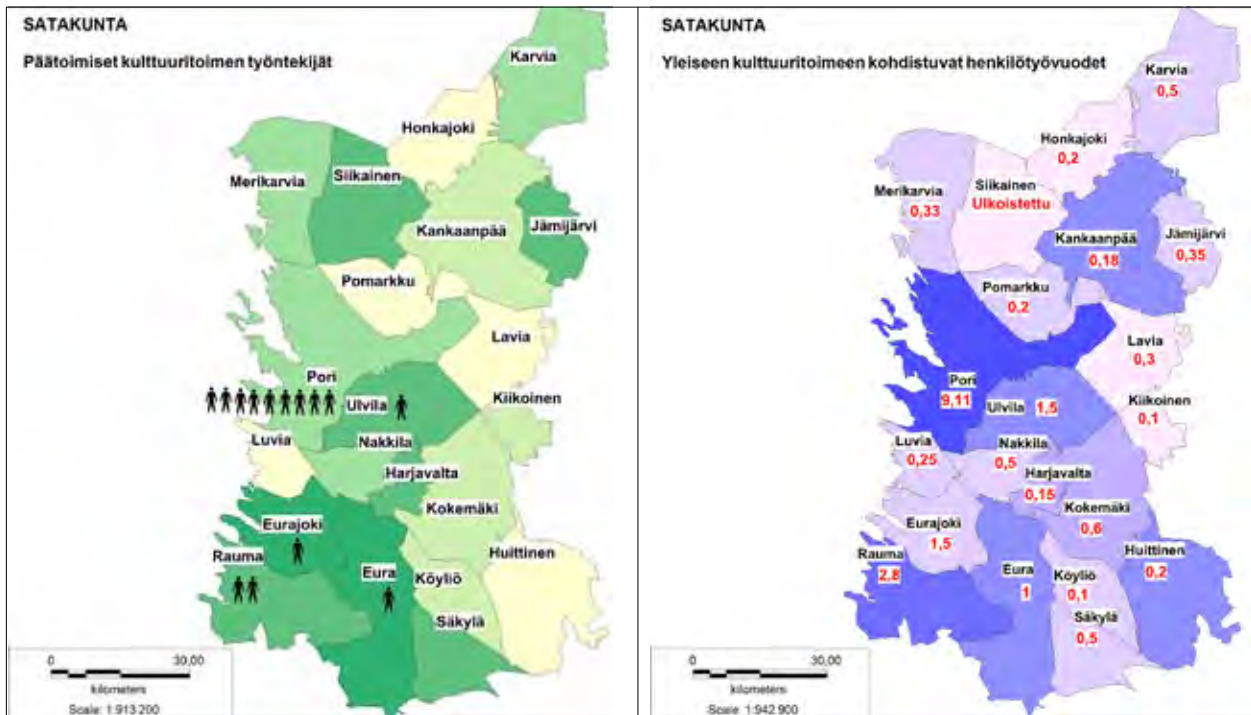 SATAKUNTA
Päätoimiset kulttuuritoimen työntekijät
Karvia
Honkajoki
Merikarvia
Siikainen
Kankaanpää
Jämijärvi
Pomarkku
Lavia
Pori
Ulvila
Kiikoinen
Luvia
Nakkila
Harjavalta
Kokemäki
Eurajoki
Rauma
Eura
Köyliö
Huittinen
Säkylä
0 30,00
kilometers
Scale: 1:913 200
SATAKUNTA
Yleiseen kulttuuritoimeen kohdistuvat henkilötyövuodet
Karvia
0,5
Honkajoki
0,2
Merikarvia
0,33
Siikainen
Ulkoistettu
Kankaanpää
0,18
Jämijärvi
0,35
Pomarkku
0,2
Lavia
0,3
Pori
9,11
Ulvila 1,5
Kiikoinen
0,1
Luvia
0,25
Nakkila
0,5
Harjavalta
0,15
Kokemäki
0,6
Eurajoki
1,5
Rauma
2,8
Eura
1
Köyliö
0,1
Huittinen
0,2
Säkylä
0,5
0 30,00
kilometers
Scale: 1:942 900